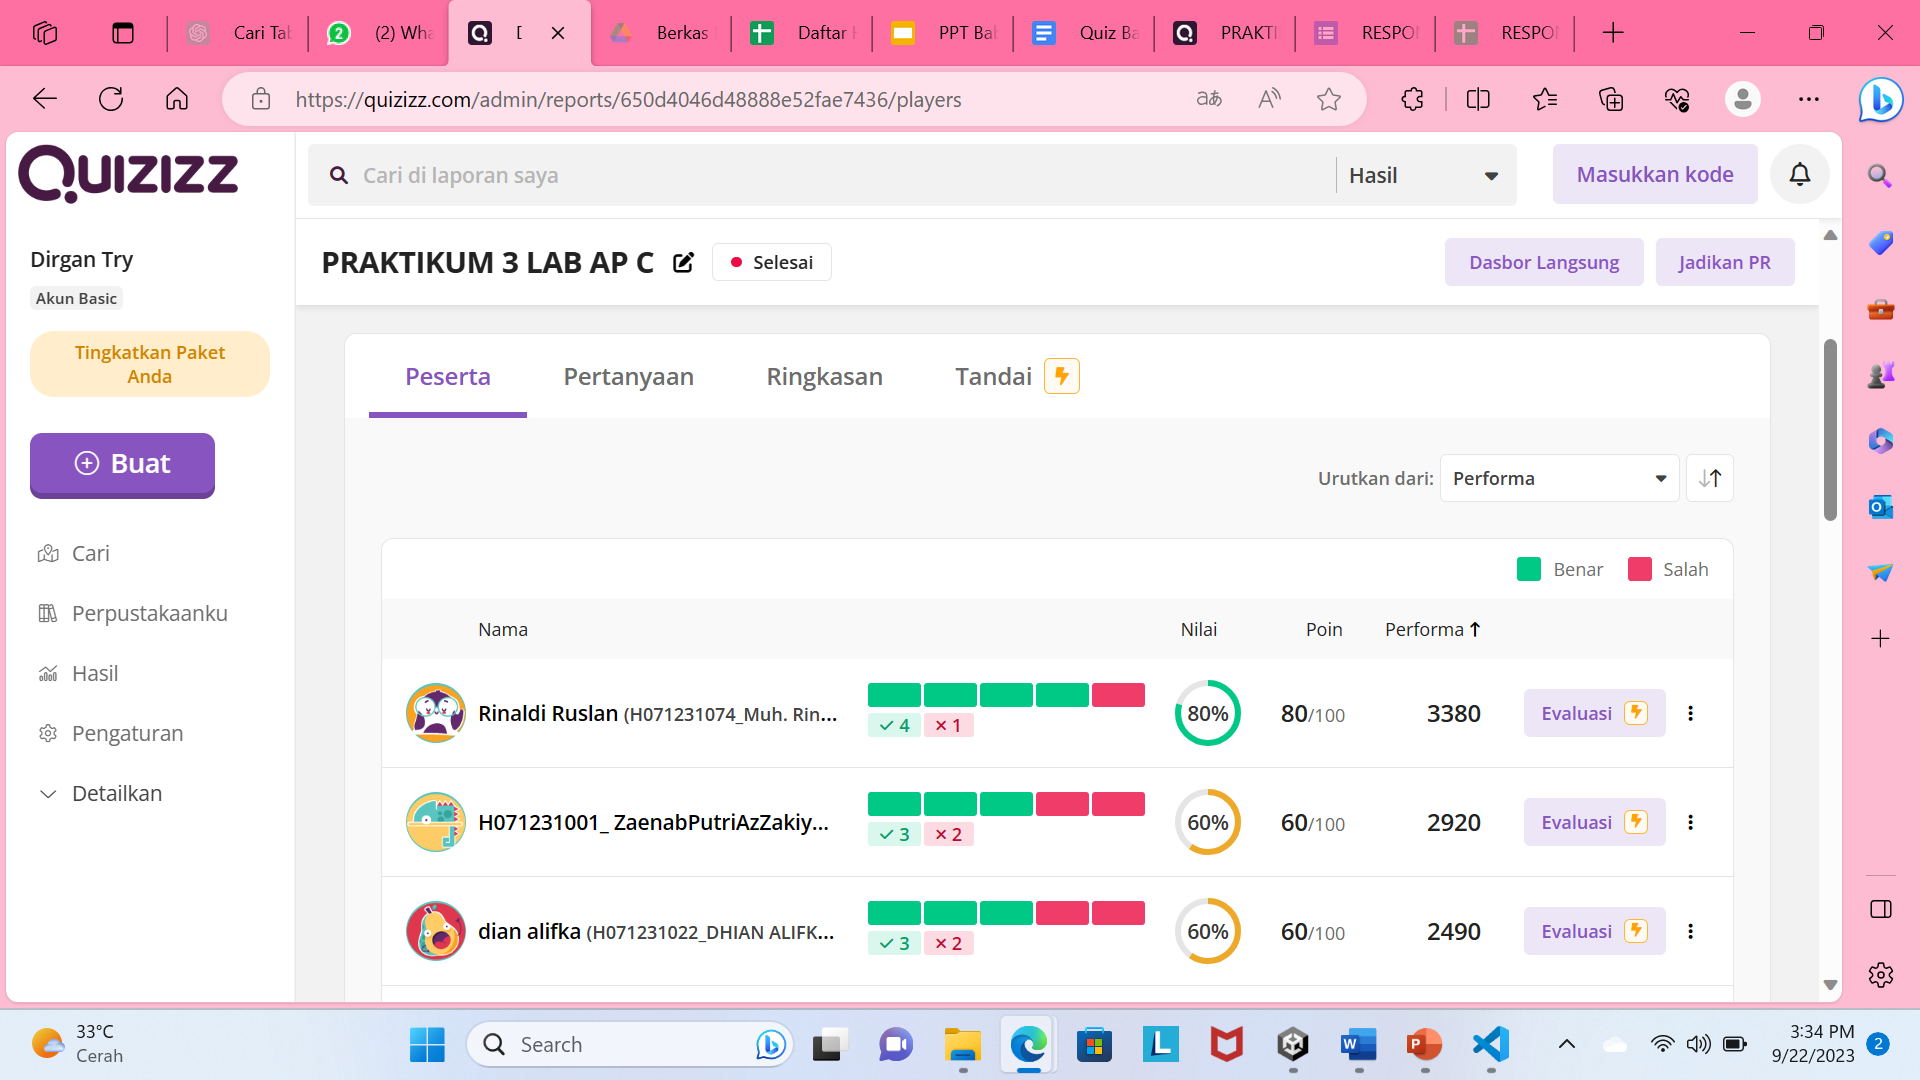 Cari Tab
2
(2) Wha
Berkas
Daftar
PPT Bab
Quiz Ba
PRAKTI
RESPO
RESPO
https://quizizz.com/admin/reports/650d4046d48888e52fae7436/players
QUIZIZZ
Cari di laporan saya
Hasil
Masukkan kode
Dirgan Try
Akun Basic
Tingkatkan Paket
Anda
Buat
Cari
Perpustakaanku
Hasil
Pengaturan
Detailkan
PRAKTIKUM 3 LAB AP C
Selesai
Dasbor Langsung
Jadikan PR
Peserta
Pertanyaan
Ringkasan
Tandai
Urutkan dari:
Performa
Benar
Salah
Nama
Nilai
Poin
Performa
Rinaldi Ruslan (H071231074_Muh. Rin...
4
1
80%
80/100
3380
Evaluasi
H071231001_ ZaenabPutriAzZakiy...
3
2
60%
60/100
2920
Evaluasi
dian alifka (H071231022_DHIAN ALIFK...
3
2
60%
60/100
2490
Evaluasi
33°C
Cerah
Search
3:34 PM
9/22/2023
2